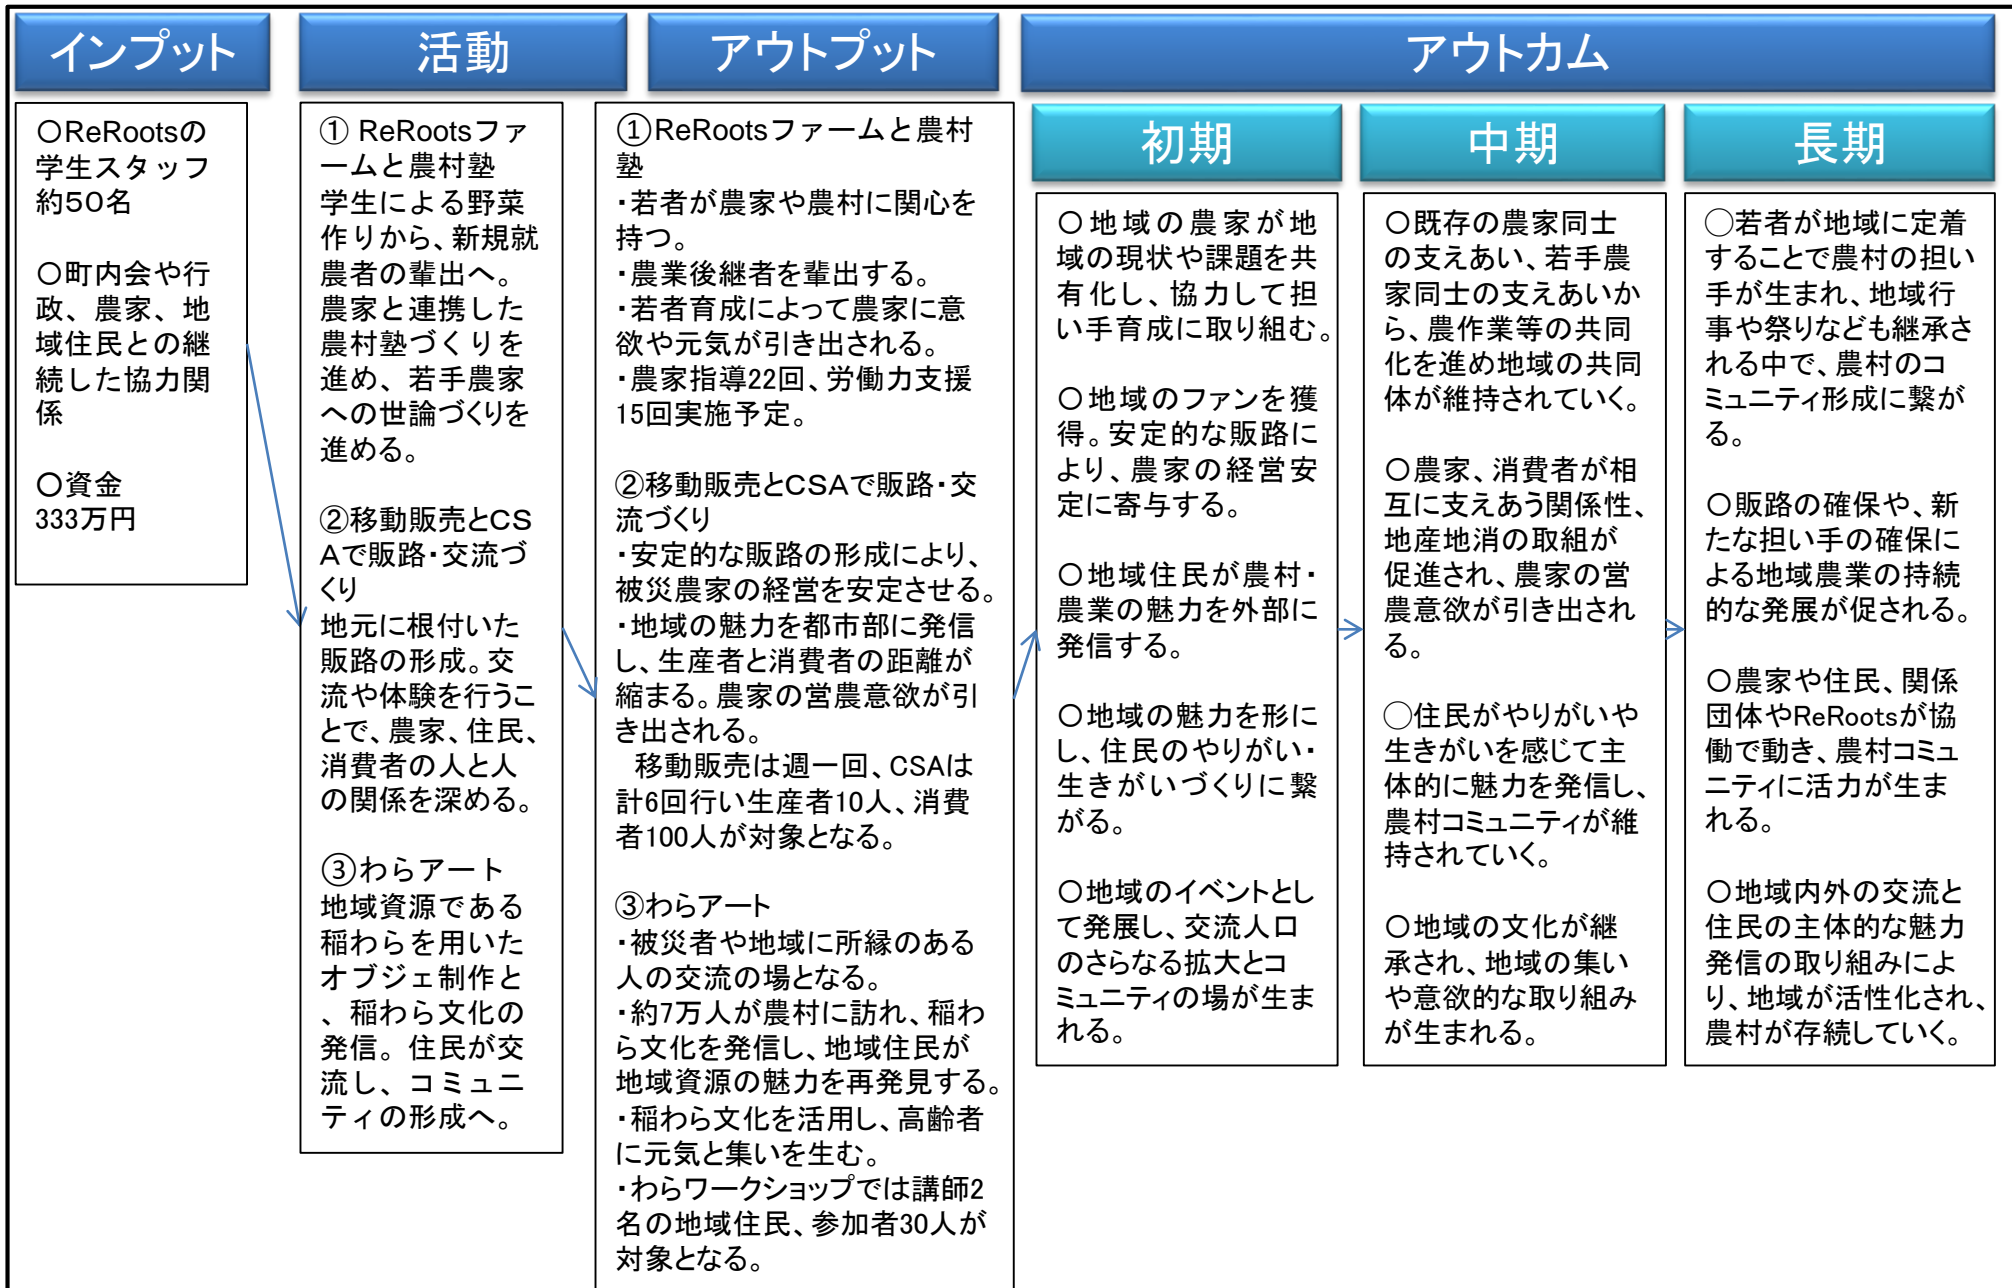 インプット
活動
アウトプット
アウトカム
〇ReRootsの
学生スタッフ
約50名
〇町内会や行
政、農家、地
域住民との継
続した協力関
係
〇資金
333万円
① ReRootsファ
ームと農村塾
学生による野菜
作りから、新規就
農者の輩出へ。
農家と連携した
農村塾づくりを
進め、若手農家
への世論づくりを
進める。
②移動販売とCS
Aで販路・交流づ
くり
地元に根付いた
販路の形成。交
流や体験を行うこ
とで、農家、住民、
消費者の人と人
の関係を深める。
③わらアート
地域資源である
稲わらを用いた
オブジェ制作と
、稲わら文化の
発信。住民が交
流し、コミュニ
ティの形成へ。
①ReRootsファームと農村
塾
・若者が農家や農村に関心を
持つ。
・農業後継者を輩出する。
・若者育成によって農家に意
欲や元気が引き出される。
・農家指導22回、労働力支援
15回実施予定。
②移動販売とCSAで販路・交
流づくり
・安定的な販路の形成により、
被災農家の経営を安定させる。
・地域の魅力を都市部に発信
し、生産者と消費者の距離が
縮まる。農家の営農意欲が引
き出される。
移動販売は週一回、CSAは
計6回行い生産者10人、消費
者100人が対象となる。
③わらアート
・被災者や地域に所縁のある
人の交流の場となる。
・約7万人が農村に訪れ、稲わ
ら文化を発信し、地域住民が
地域資源の魅力を再発見する。
・稲わら文化を活用し、高齢者
に元気と集いを生む。
・わらワークショップでは講師2
名の地域住民、参加者30人が
対象となる。
初期
〇地域の農家が地
域の現状や課題を共
有化し、協力して担
い手育成に取り組む。
〇地域のファンを獲
得。安定的な販路に
より、農家の経営安
定に寄与する。
〇地域住民が農村・
農業の魅力を外部に
発信する。
〇地域の魅力を形に
し、住民のやりがい・
生きがいづくりに繋
がる。
〇地域のイベントとし
て発展し、交流人口
のさらなる拡大とコ
ミュニティの場が生ま
れる。
中期
〇既存の農家同士
の支えあい、若手農
家同士の支えあいか
ら、農作業等の共同
化を進め地域の共同
体が維持されていく。
〇農家、消費者が相
互に支えあう関係性、
地産地消の取組が
促進され、農家の営
農意欲が引き出され
る。
◯住民がやりがいや
生きがいを感じて主
体的に魅力を発信し、
農村コミュニティが維
持されていく。
〇地域の文化が継
承され、地域の集い
や意欲的な取り組み
が生まれる。
長期
◯若者が地域に定着
することで農村の担い
手が生まれ、地域行
事や祭りなども継承さ
れる中で、農村のコ
ミュニティ形成に繋が
る。
〇販路の確保や、新
たな担い手の確保に
よる地域農業の持続
的な発展が促される。
〇農家や住民、関係
団体やReRootsが協
働で動き、農村コミュ
ニティに活力が生ま
れる。
〇地域内外の交流と
住民の主体的な魅力
発信の取り組みによ
り、地域が活性化され、
農村が存続していく。